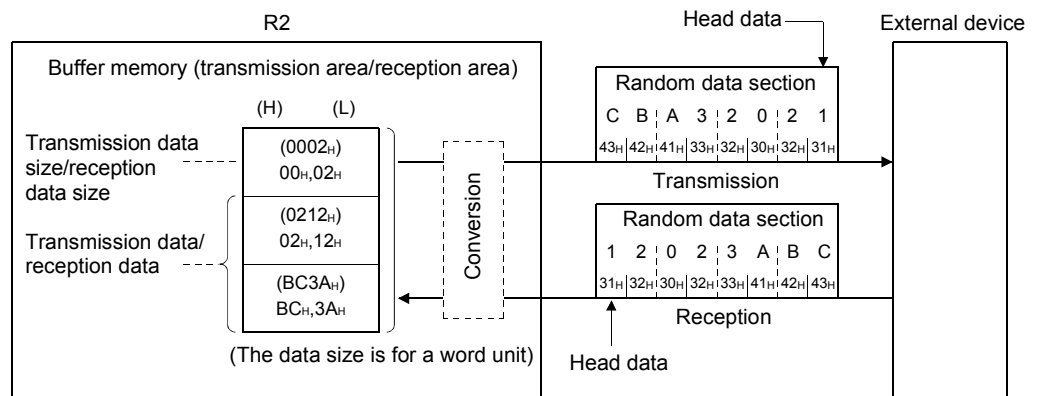 R2
Head data
External device
Buffer memory (transmission area/reception area)
(H) (L)
Transmission data
size/reception
data size
(0002H)
00H,02H
Transmission data/
reception data
(0212H)
02H,12H
(BC3AH)
BCH,3AH
(The data size is for a word unit)
Conversion
Random data section
C B A 3 2 0 2 1
43H 42H 41H 33H 32H 30H 32H 31H
Transmission
Random data section
1 2 0 2 3 A B C
31H 32H 30H 32H 33H 41H 42H 43H
Reception
Head data